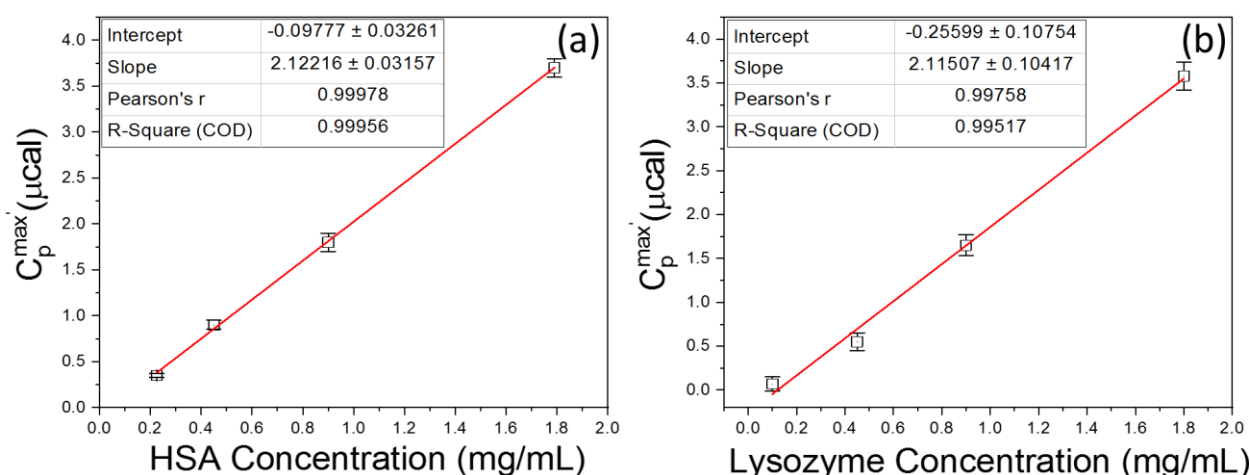 (a)
Intercept -0.09777 ± 0.03261
Slope 2.12216 ± 0.03157
Pearson's r 0.99978
R-Square (COD) 0.99956
4.0
3.5
3.0
2.5
2.0
1.5
1.0
0.5
0.0
Cp^max' (µcal)
0.0 0.2 0.4 0.6 0.8 1.0 1.2 1.4 1.6 1.8 2.0
HSA Concentration (mg/mL)
(b)
Intercept -0.25599 ± 0.10754
Slope 2.11507 ± 0.10417
Pearson's r 0.99758
R-Square (COD) 0.99517
4.0
3.5
3.0
2.5
2.0
1.5
1.0
0.5
0.0
Cp^max' (µcal)
0.0 0.2 0.4 0.6 0.8 1.0 1.2 1.4 1.6 1.8 2.0
Lysozyme Concentration (mg/mL)